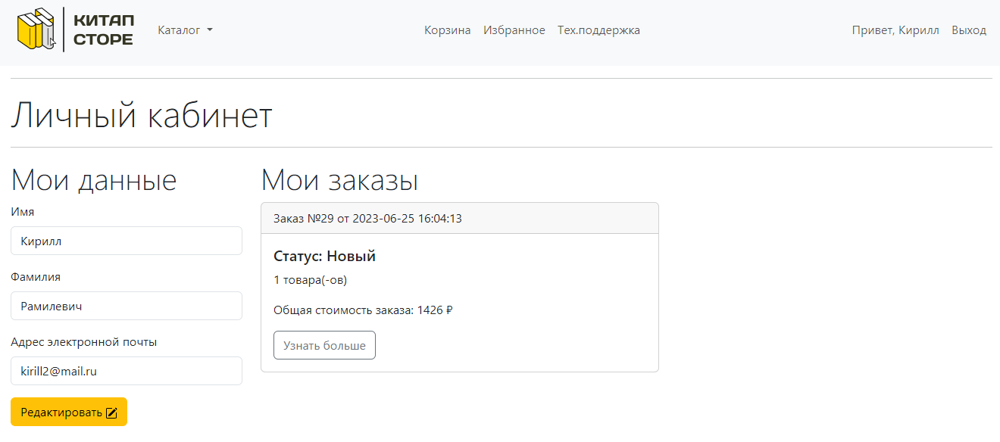 КИТАП
СТОРЕ
Каталог
Корзина Избранное Тех.поддержка
Привет, Кирилл Выход
Личный кабинет
Мои данные
Имя
Кирилл
Фамилия
Рамилевич
Адрес электронной почты
kirill2@mail.ru
Редактировать
Мои заказы
Заказ №29 от 2023-06-25 16:04:13
Статус: Новый
1 товара(-ов)
Общая стоимость заказа: 1426 ₽
Узнать больше